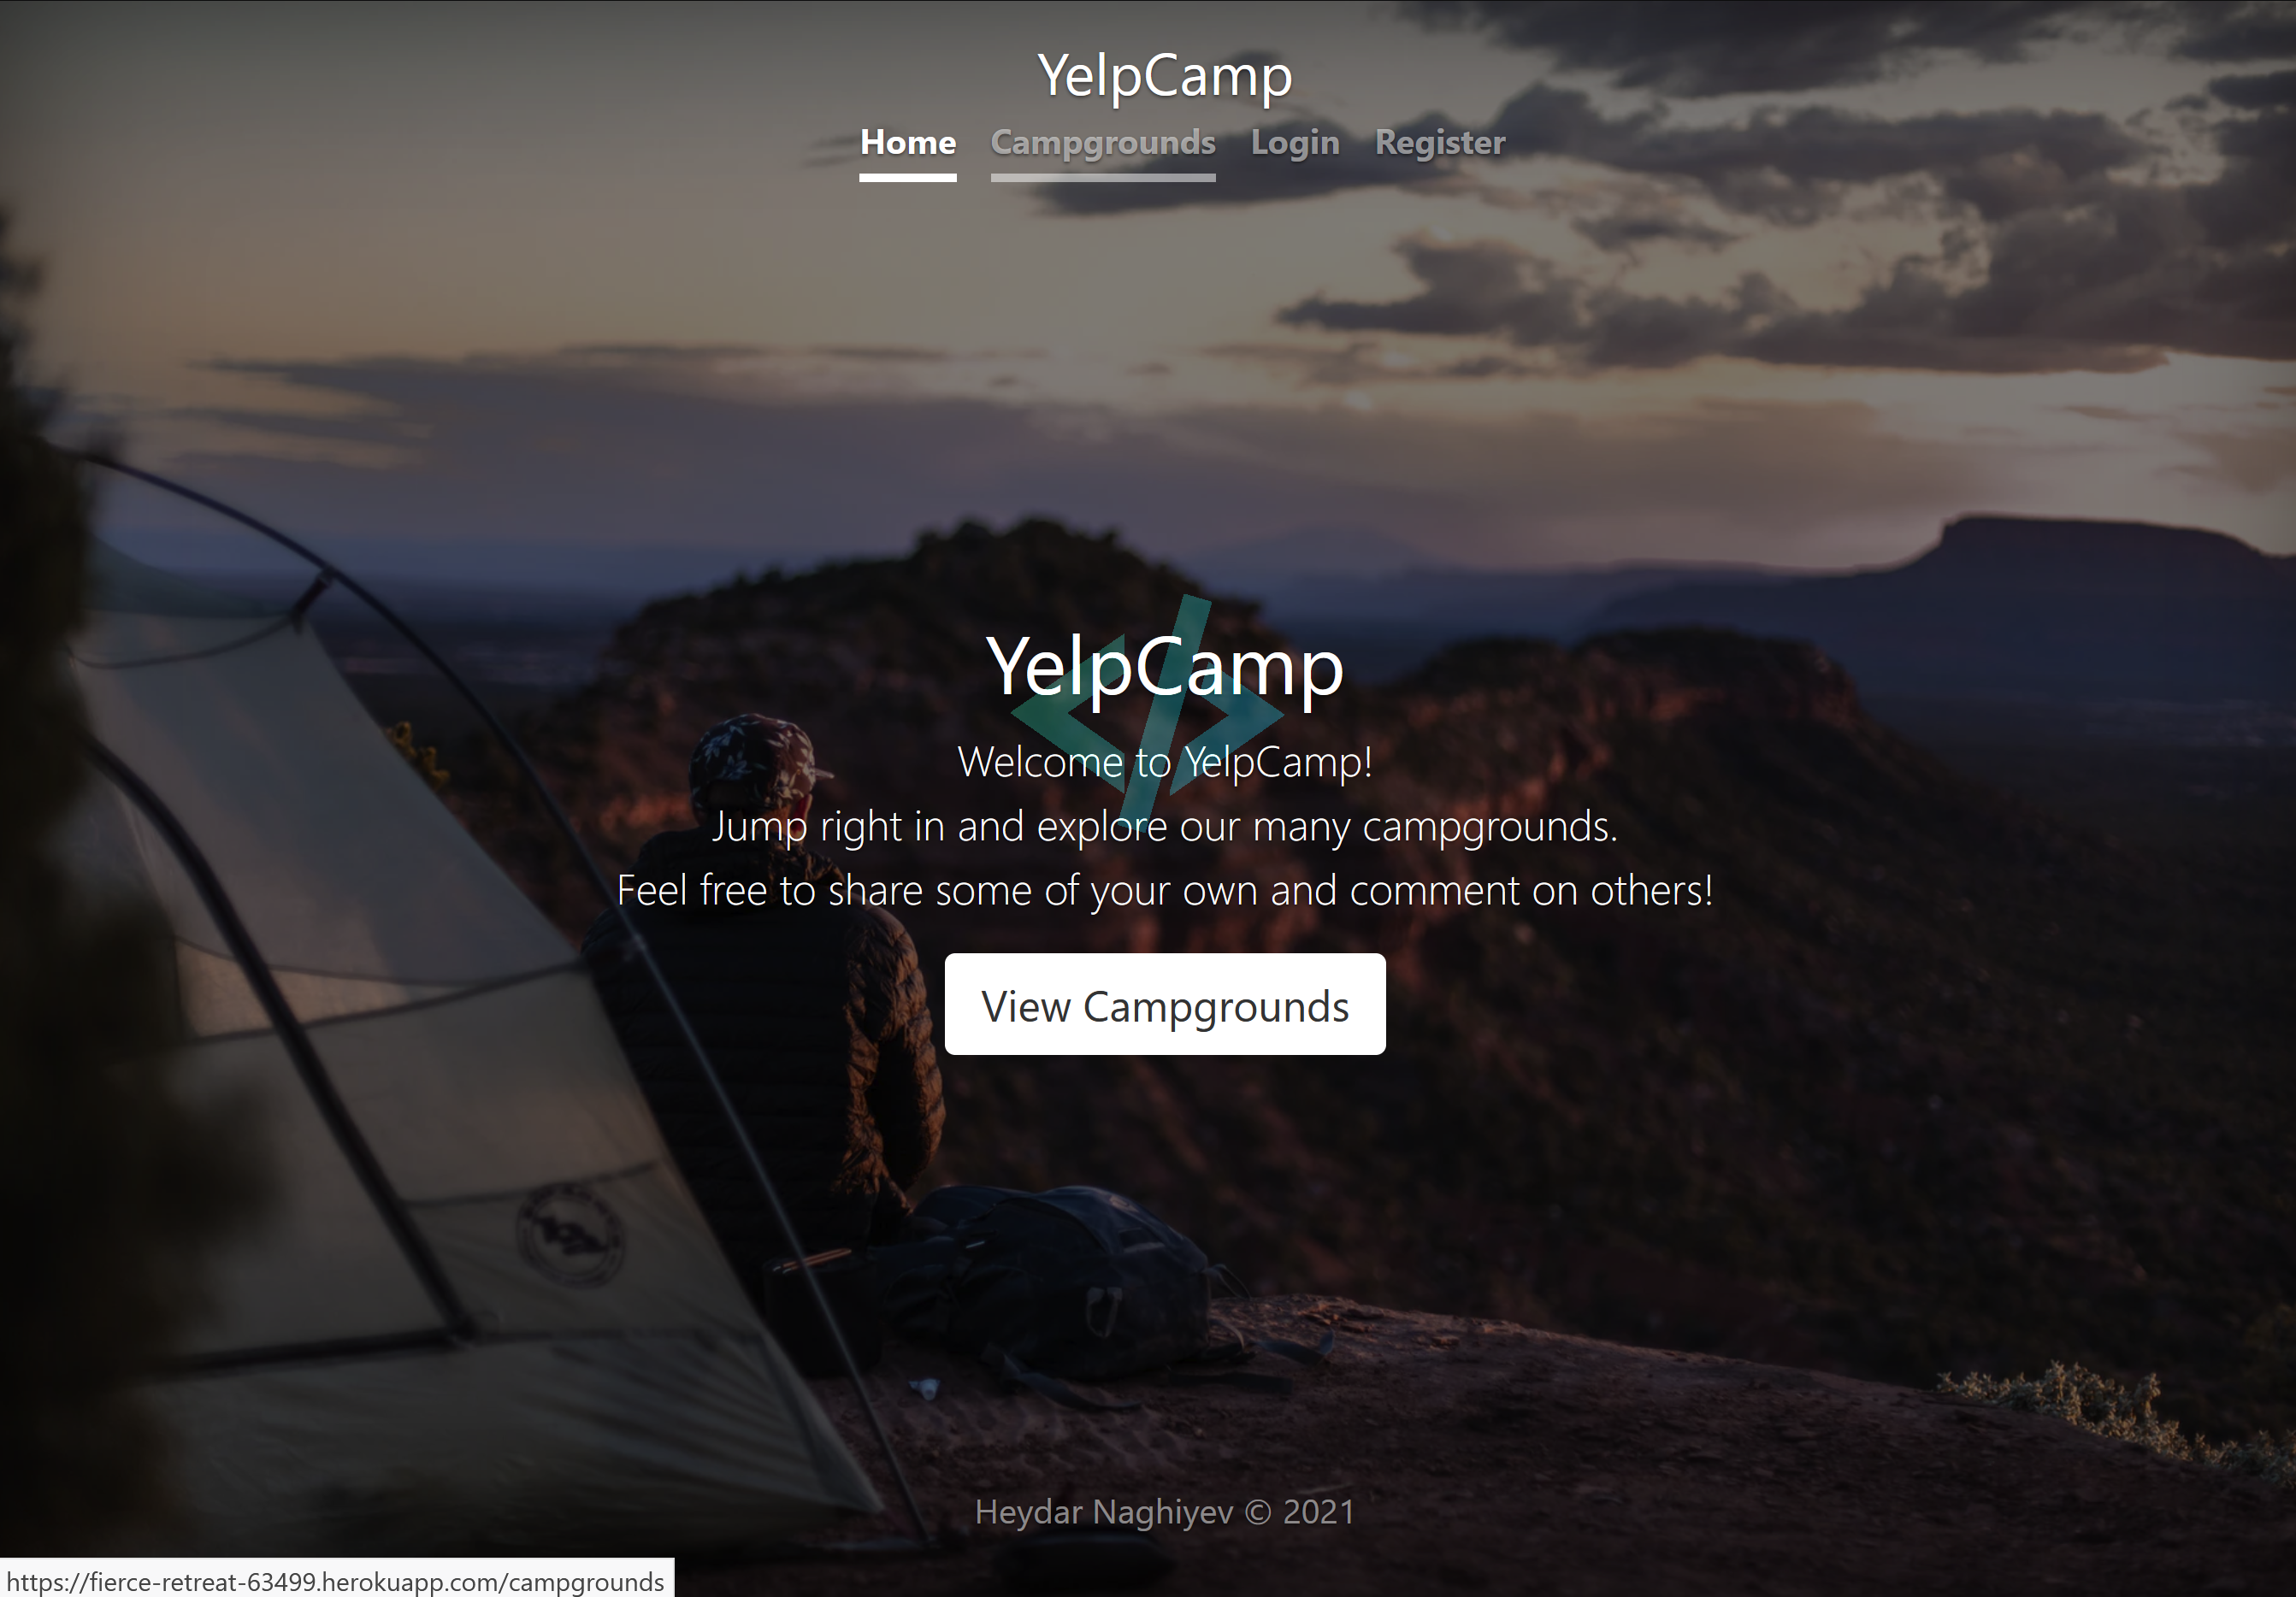 YelpCamp
Home Campgrounds Login Register
YelpCamp
Welcome to YelpCamp!
Jump right in and explore our many campgrounds.
Feel free to share some of your own and comment on others!
View Campgrounds
Heydar Naghiyev © 2021
https://fierce-retreat-63499.herokuapp.com/campgrounds